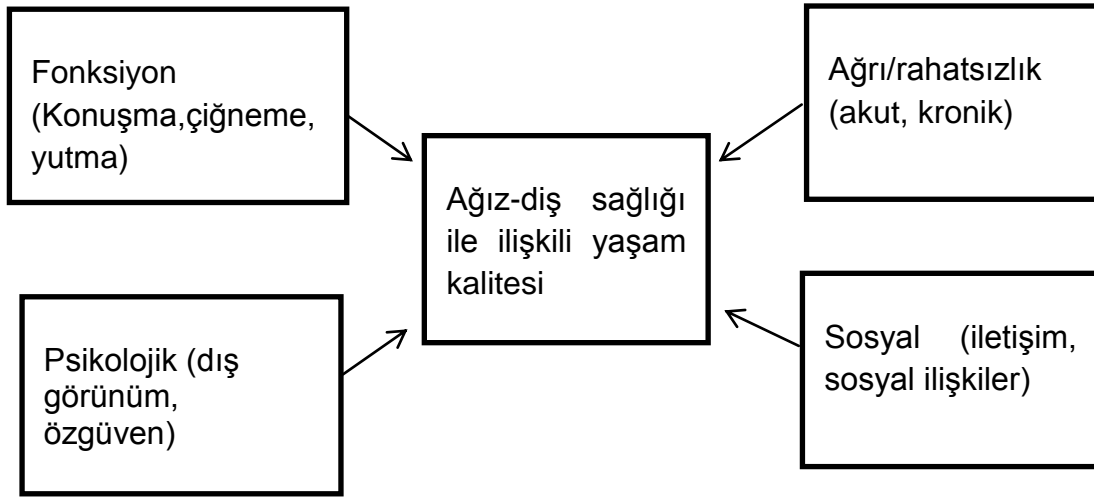 Fonksiyon
(Konuşma,çiğneme,
yutma)
Ağrı/rahatsızlık
(akut, kronik)
Ağız-diş sağlığı
ile ilişkili yaşam
kalitesi
Psikolojik (dış
görünüm,
özgüven)
Sosyal (iletişim,
sosyal ilişkiler)